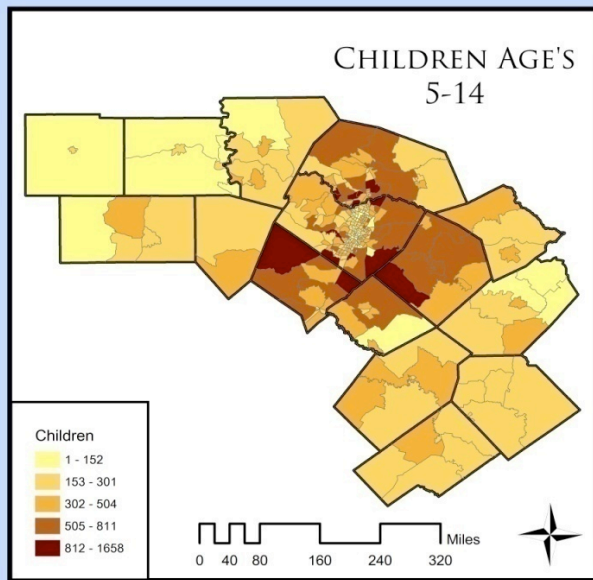 CHILDREN AGE'S
5-14
Children
1 - 152
153 - 301
302 - 504
505 - 811
812 - 1658
Miles
0 20 40 80 160 240 320